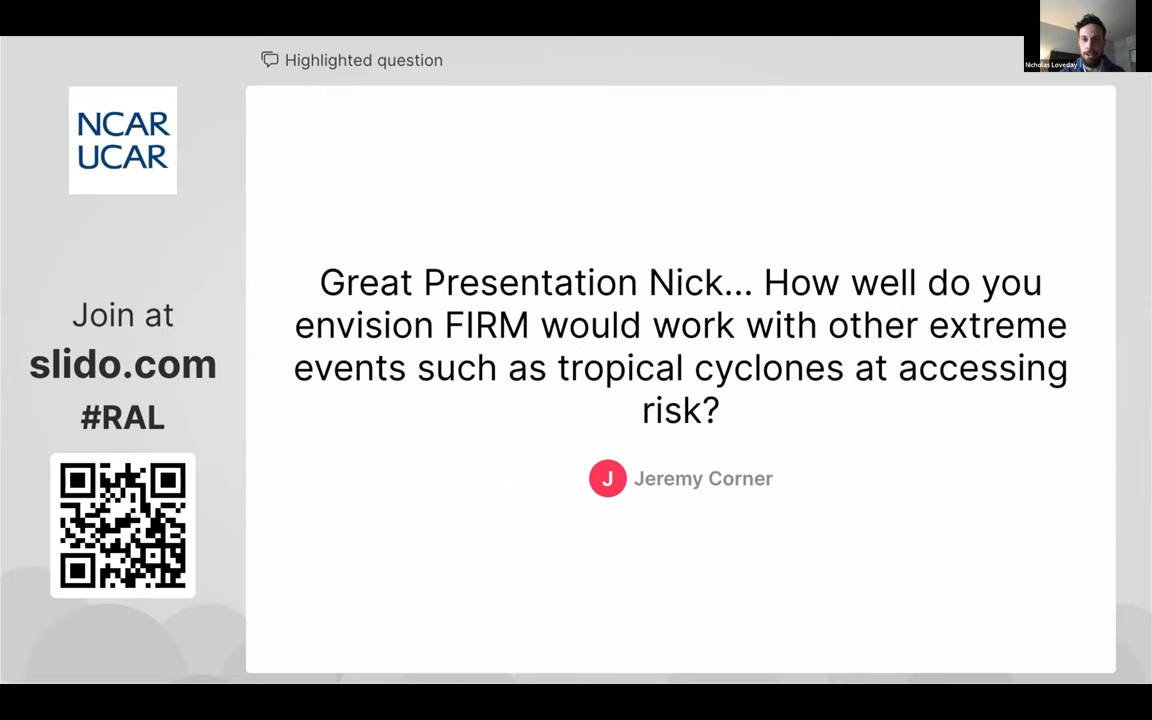 Nicholas Loveday
Highlighted question
NCAR
UCAR
Join at
slido.com
#RAL
Great Presentation Nick... How well do you
envision FIRM would work with other extreme
events such as tropical cyclones at accessing
risk?
J Jeremy Corner